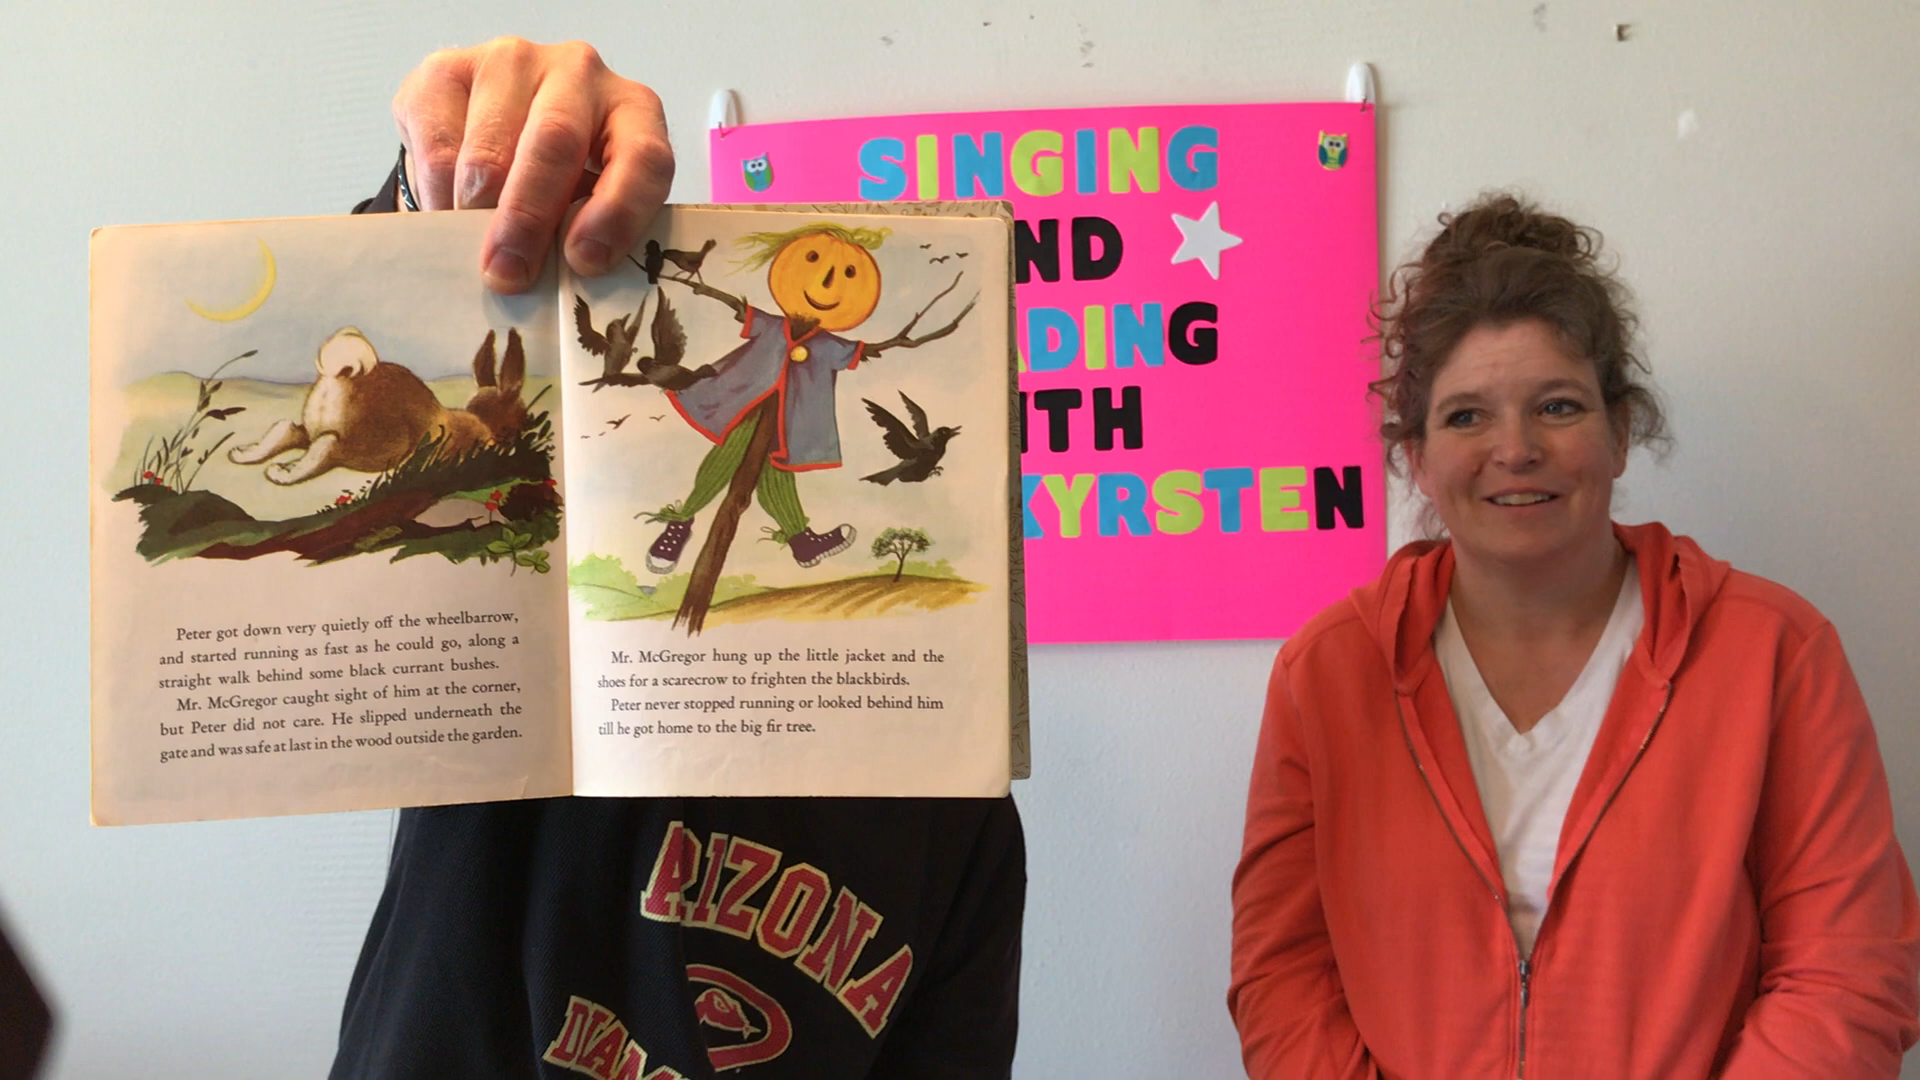 SINGING
ND
DING
TH
KYRSTEN
Peter got down very quietly off the wheelbarrow,
and started running as fast as he could go, along a
straight walk behind some black currant bushes.
Mr. McGregor caught sight of him at the corner,
but Peter did not care. He slipped underneath the
gate and was safe at last in the wood outside the garden.
Mr. McGregor hung up the little jacket and the
shoes for a scarecrow to frighten the blackbirds.
Peter never stopped running or looked behind him
till he got home to the big fir tree.
ARIZONA
DIAM